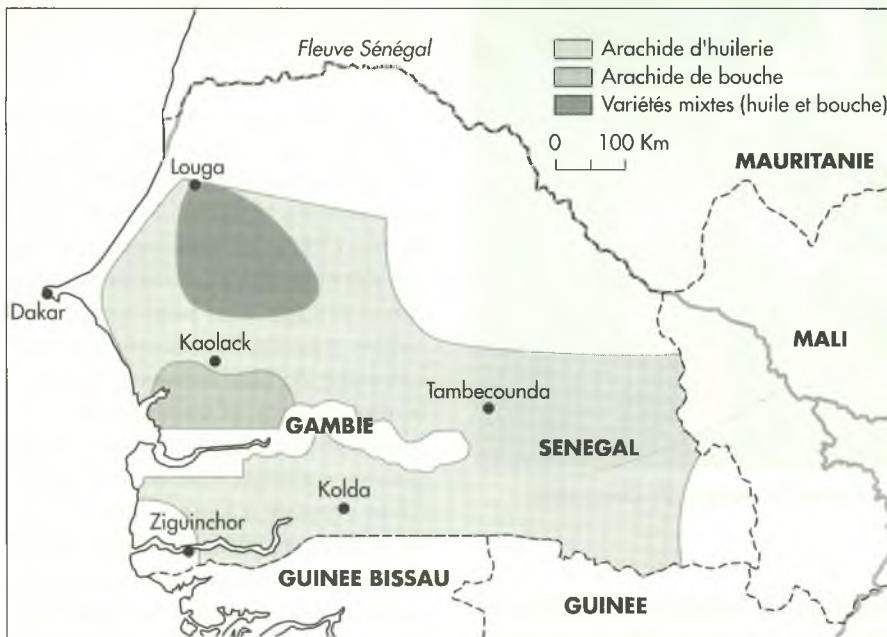 Fleuve Sénégal
Arachide d'huilerie
Arachide de bouche
Variétés mixtes (huile et bouche)
0 100 Km
MAURITANIE
Louga
Dakar
MALI
Kaolack
Tambecounda
GAMBIE
SENEGAL
Kolda
Ziguinchor
GUINEE BISSAU
GUINEE